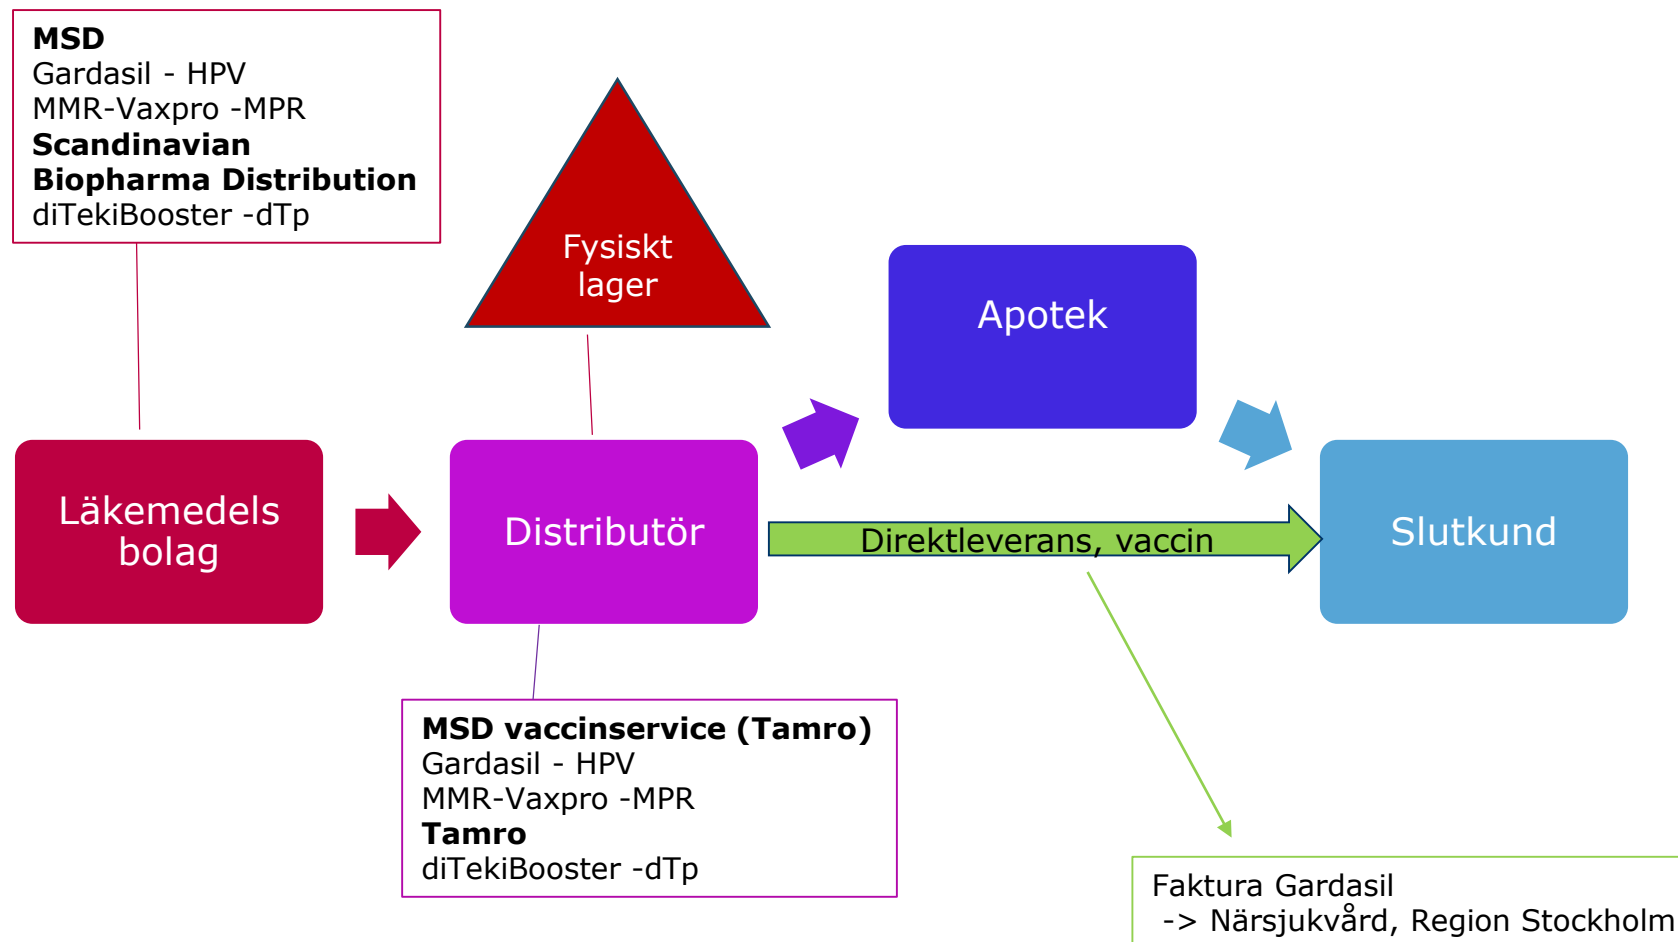 MSD
Gardasil - HPV
MMR-Vaxpro -MPR
Scandinavian
Biopharma Distribution
diTekiBooster -dTp
Fysiskt
lager
Apotek
Läkemedels
bolag
Distributör
Direktleverans, vaccin
Slutkund
MSD vaccinservice (Tamro)
Gardasil - HPV
MMR-Vaxpro -MPR
Tamro
diTekiBooster -dTp
Faktura Gardasil
-> Närsjukvård, Region Stockholm